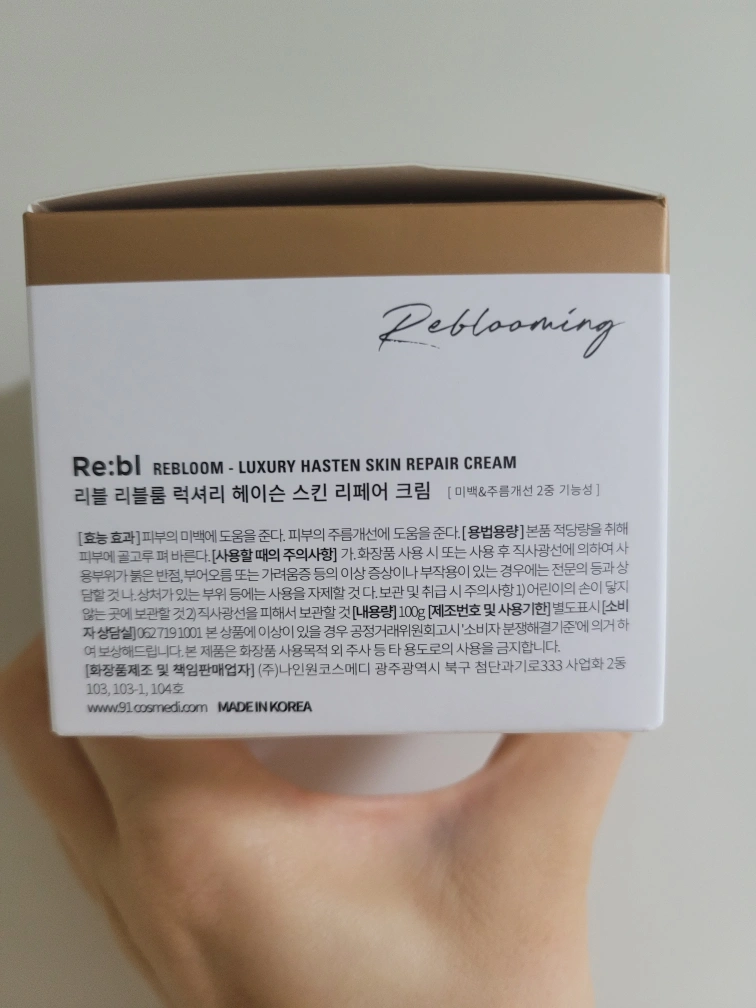 Reblooming
Re:bl REBLOOM - LUXURY HASTEN SKIN REPAIR CREAM
리블 리블룸 럭셔리 헤이슨 스킨 리페어 크림 [ 미백&주름개선 2중 기능성 ]
[효능 효과] 피부의 미백에 도움을 준다. 피부의 주름개선에 도움을 준다. [용법용량] 본품 적당량을 취해
피부에 골고루 펴 바른다. [사용할 때의 주의사항] 가.화장품 사용 시 또는 사용 후 직사광선에 의하여 사
용부위가 붉은 반점, 부어오름 또는 가려움증 등의 이상 증상이나 부작용이 있는 경우에는 전문의 등과 상
담할 것 나.상처가 있는 부위 등에는 사용을 자제할 것 다.보관 및 취급 시 주의사항 1) 어린이의 손이 닿지
않는 곳에 보관할 것 2) 직사광선을 피해서 보관할 것 [내용량] 100g [제조번호 및 사용기한] 별도표시 [소비
자 상담실] 062 719 1001 본 상품에 이상이 있을 경우 공정거래위원회고시 '소비자 분쟁해결기준'에 의거 하
여 보상해드립니다. 본 제품은 화장품 사용목적 외 주사 등 타 용도로의 사용을 금지합니다.
[화장품제조 및 책임판매업자] (주)나인원코스메디 광주광역시 북구 첨단과기로333 사업화 2동
103, 103-1, 104호
www.91cosmedi.com MADE IN KOREA